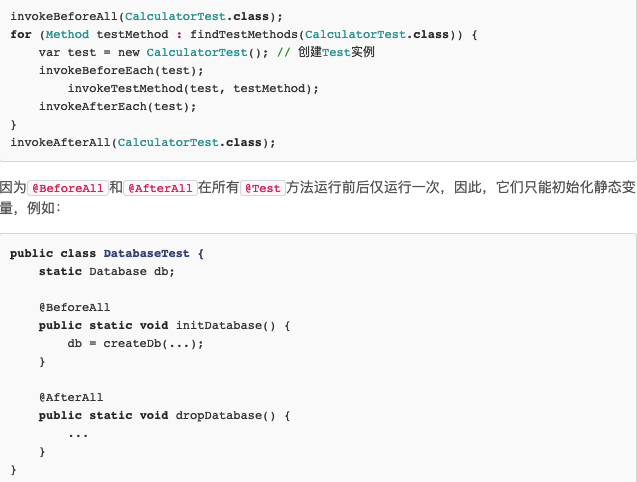 invokeBeforeAll(CalculatorTest.class);
for (Method testMethod : findTestMethods(CalculatorTest.class)) {
    var test = new CalculatorTest(); // 创建Test实例
    invokeBeforeEach(test);
        invokeTestMethod(test, testMethod);
    invokeAfterEach(test);
}
invokeAfterAll(CalculatorTest.class);
因为@BeforeAll和@AfterAll在所有@Test方法运行前后仅运行一次，因此，它们只能初始化静态变
量，例如：
public class DatabaseTest {
    static Database db;
    @BeforeAll
    public static void initDatabase() {
        db = createDb(...);
    }
    @AfterAll
    public static void dropDatabase() {
        ...
    }
}